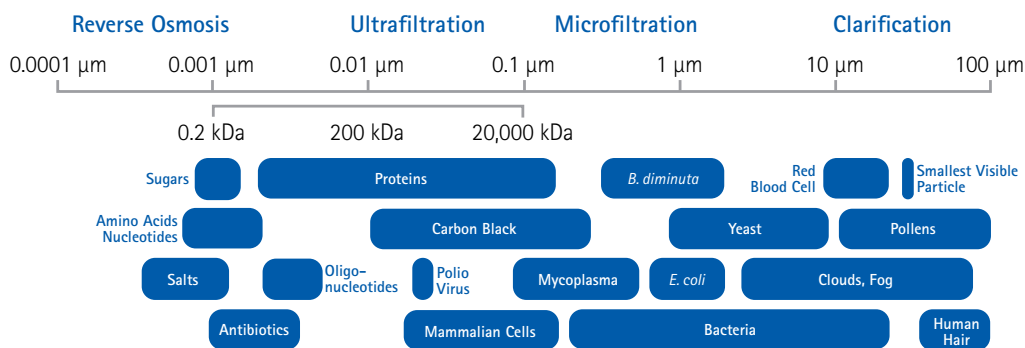 Reverse Osmosis Ultrafiltration Microfiltration Clarification
0.0001 µm 0.001 µm 0.01 µm 0.1 µm 1 µm 10 µm 100 µm
0.2 kDa 200 kDa 20,000 kDa
Sugars Proteins B. diminuta Red Blood Cell Smallest Visible Particle
Amino Acids Nucleotides Carbon Black Yeast Pollens
Salts Oligo-nucleotides Polio Virus Mycoplasma E. coli Clouds, Fog
Antibiotics Mammalian Cells Bacteria Human Hair